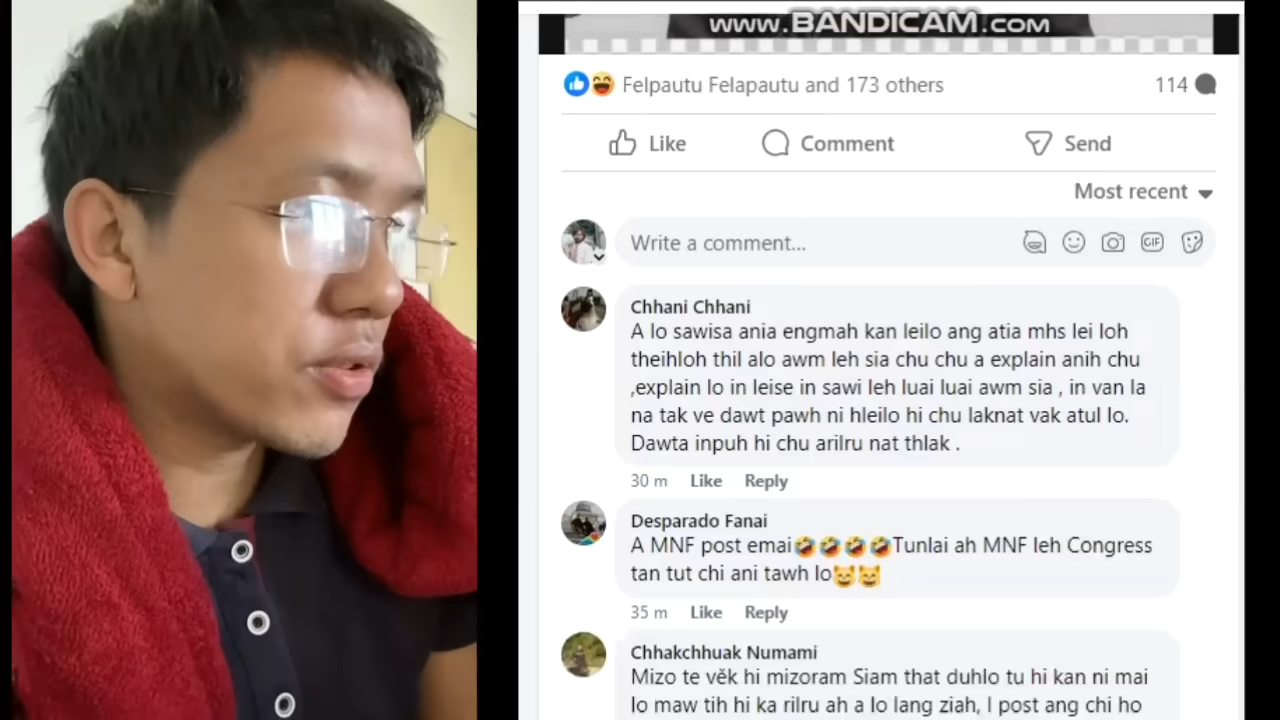 WWW.BANDICAM.COM
Felpautu Felapautu and 173 others
114
Like
Comment
Send
Most recent
Write a comment...
GIF
Chhani Chhani
A lo sawisa ania engmah kan leilo ang atia mhs lei loh
theihloh thil alo awm leh sia chu chu a explain anih chu
,explain lo in leise in sawi leh luai luai awm sia , in van la
na tak ve dawt pawh ni hleilo hi chu laknat vak atul lo.
Dawta inpuh hi chu arilru nat thlak .
30 m Like Reply
Desparado Fanai
A MNF post emai🤣🤣🤣🤣Tunlai ah MNF leh Congress
tan tut chi ani tawh lo😸😸
35 m Like Reply
Chhakchhuak Numami
Mizo te věk hi mizoram Siam that duhlo tu hi kan ni mai
lo maw tih hi ka rilru ah a lo lang ziah, I post ang chi ho